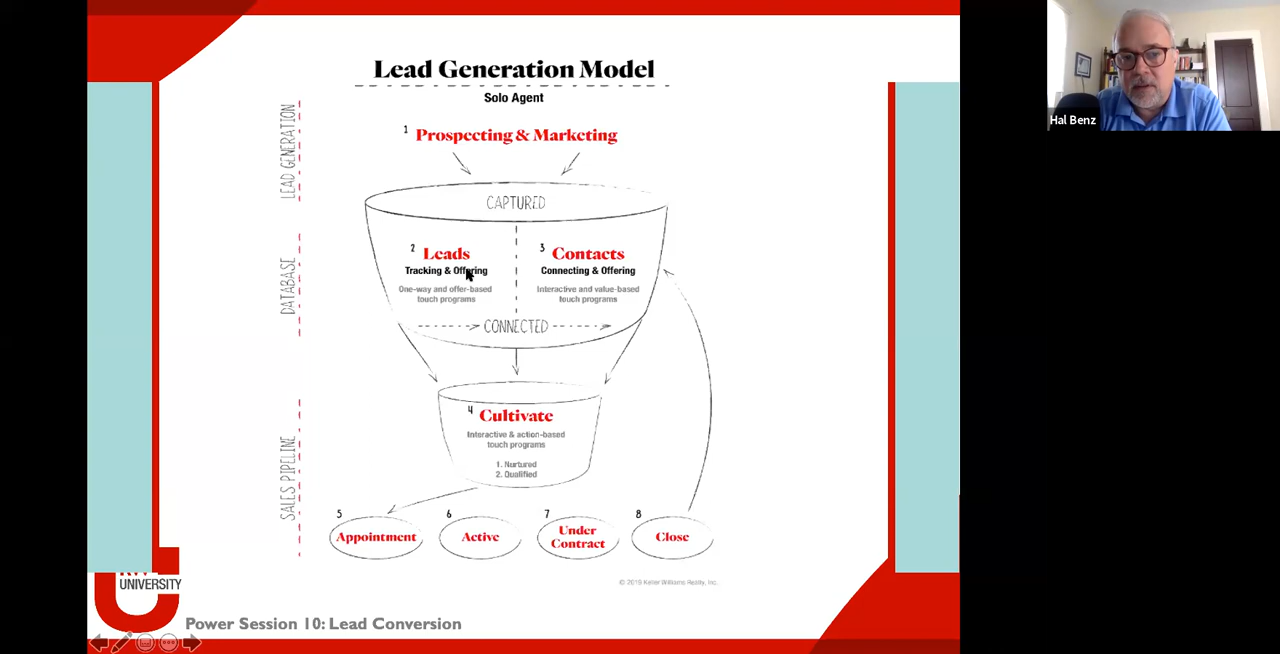 Lead Generation Model
Solo Agent
LEAD GENERATION
1 Prospecting & Marketing
CAPTURED
DATABASE
2 Leads
Tracking & Offering
One-way and offer-based
touch programs
3 Contacts
Connecting & Offering
Interactive and value-based
touch programs
CONNECTED
SALES PIPELINE
4 Cultivate
Interactive & action-based
touch programs
1. Nurtured
2. Qualified
5 Appointment
6 Active
7 Under
Contract
8 Close
© 2019 Keller Williams Realty, Inc.
KW
UNIVERSITY
Power Session 10: Lead Conversion
Hal Benz